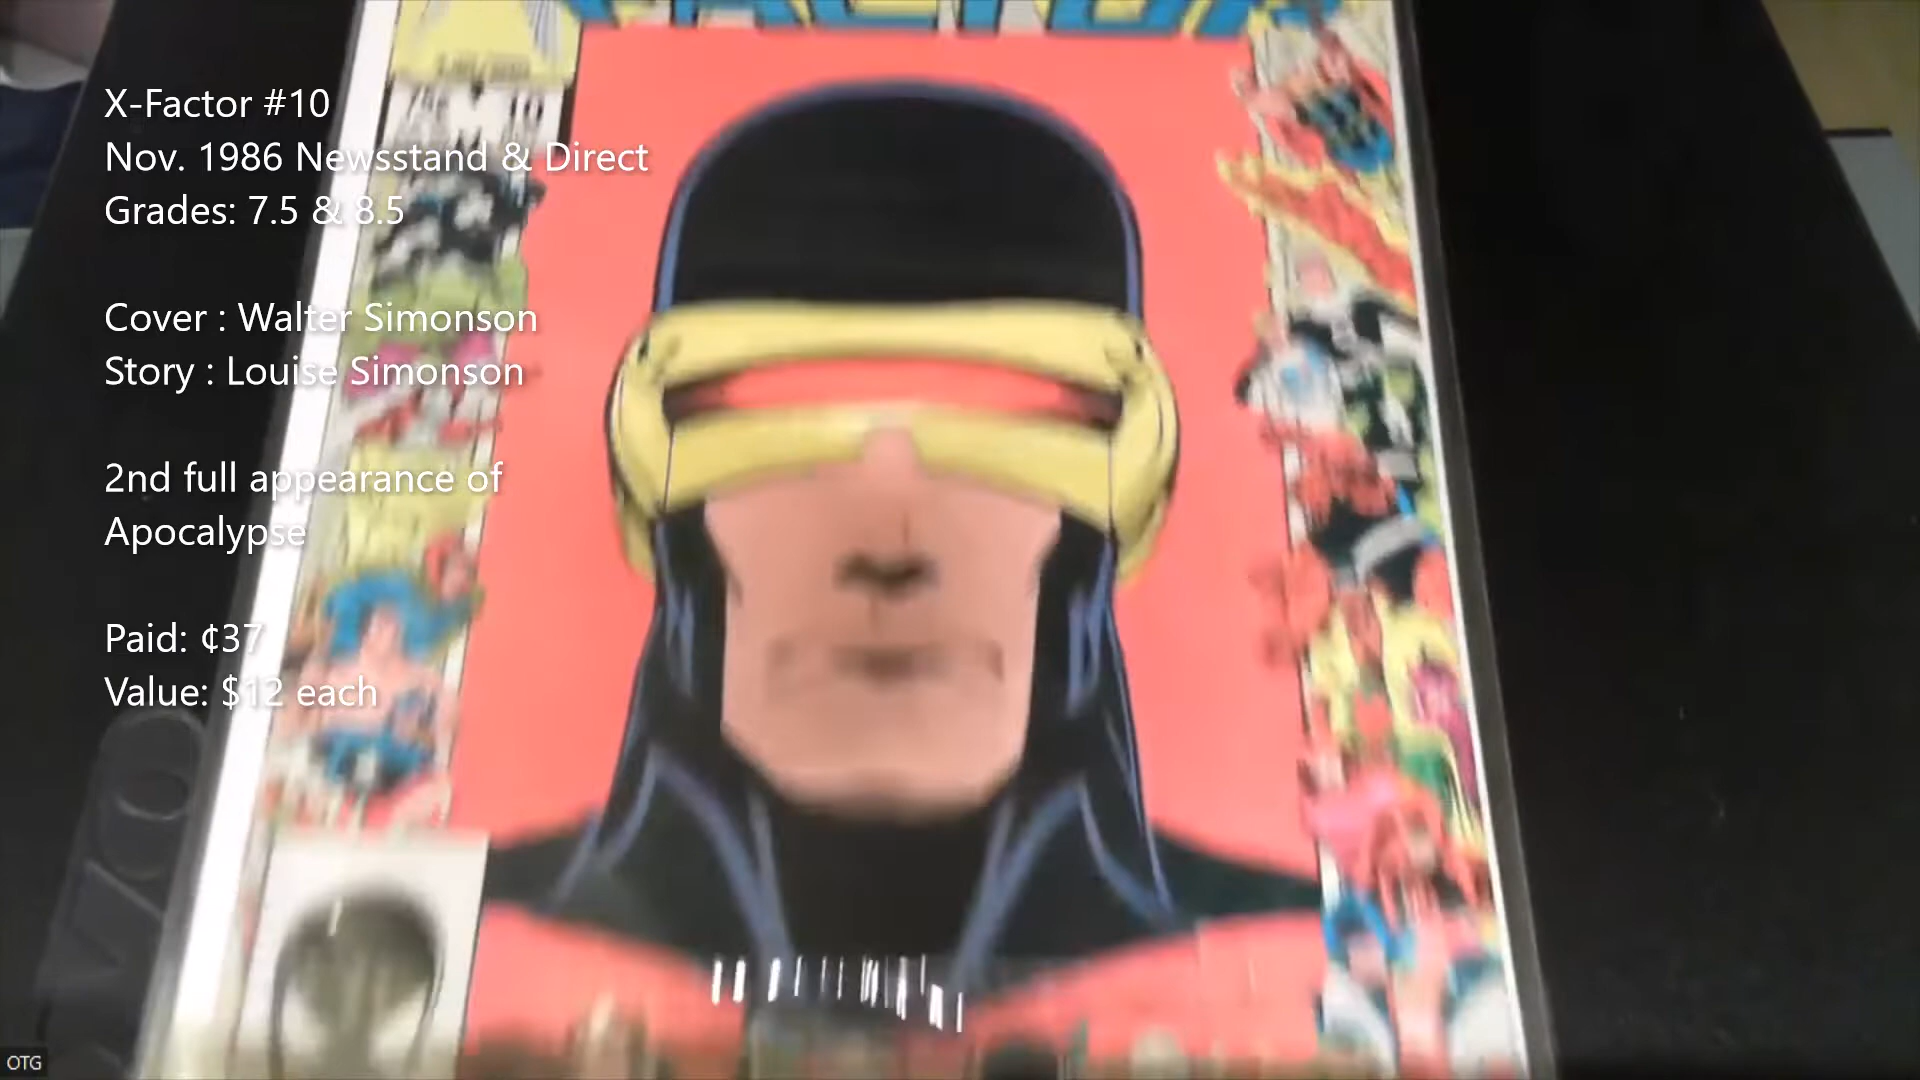 FACTOR
X-Factor #10
Nov. 1986 Newsstand & Direct
Grades: 7.5 & 8.5
Cover : Walter Simonson
Story : Louise Simonson
2nd full appearance of
Apocalypse
Paid: ¢37
Value: $12 each
OTG